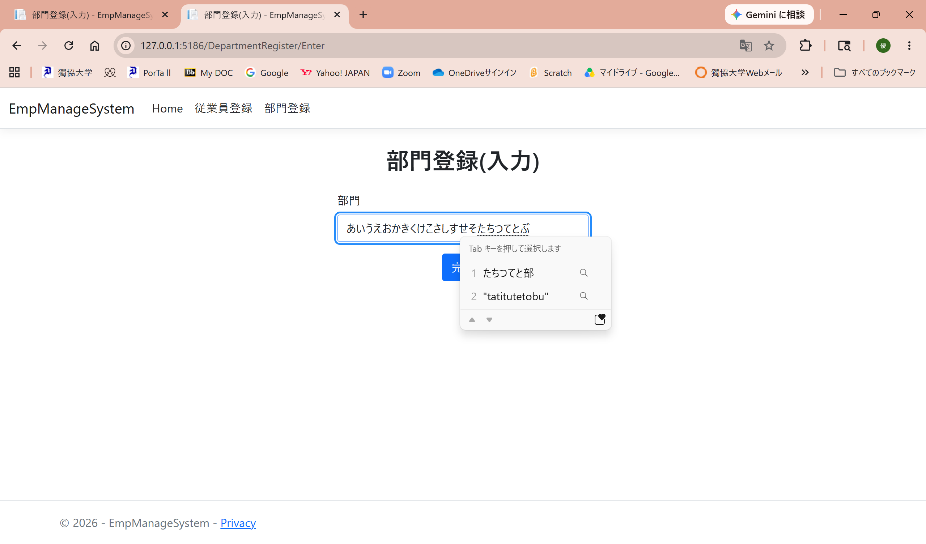 部門登録(入力) - EmpManageS
部門登録(入力) - EmpManageSy
Gemini に相談
127.0.0.1:5186/DepartmentRegister/Enter
獨協大学
PorTaⅡ
My DOC
Google
Yahoo! JAPAN
Zoom
OneDriveサインイン
Scratch
マイドライブ - Google...
獨協大学Webメール
»
すべてのブックマーク
EmpManageSystem
Home
従業員登録
部門登録
部門登録(入力)
部門
あいうえおかきくけこさしすせそたちつてとぶ
完
Tab キーを押して選択します
1 たちつてと部
2 "tatitutetobu"
© 2026 - EmpManageSystem - Privacy